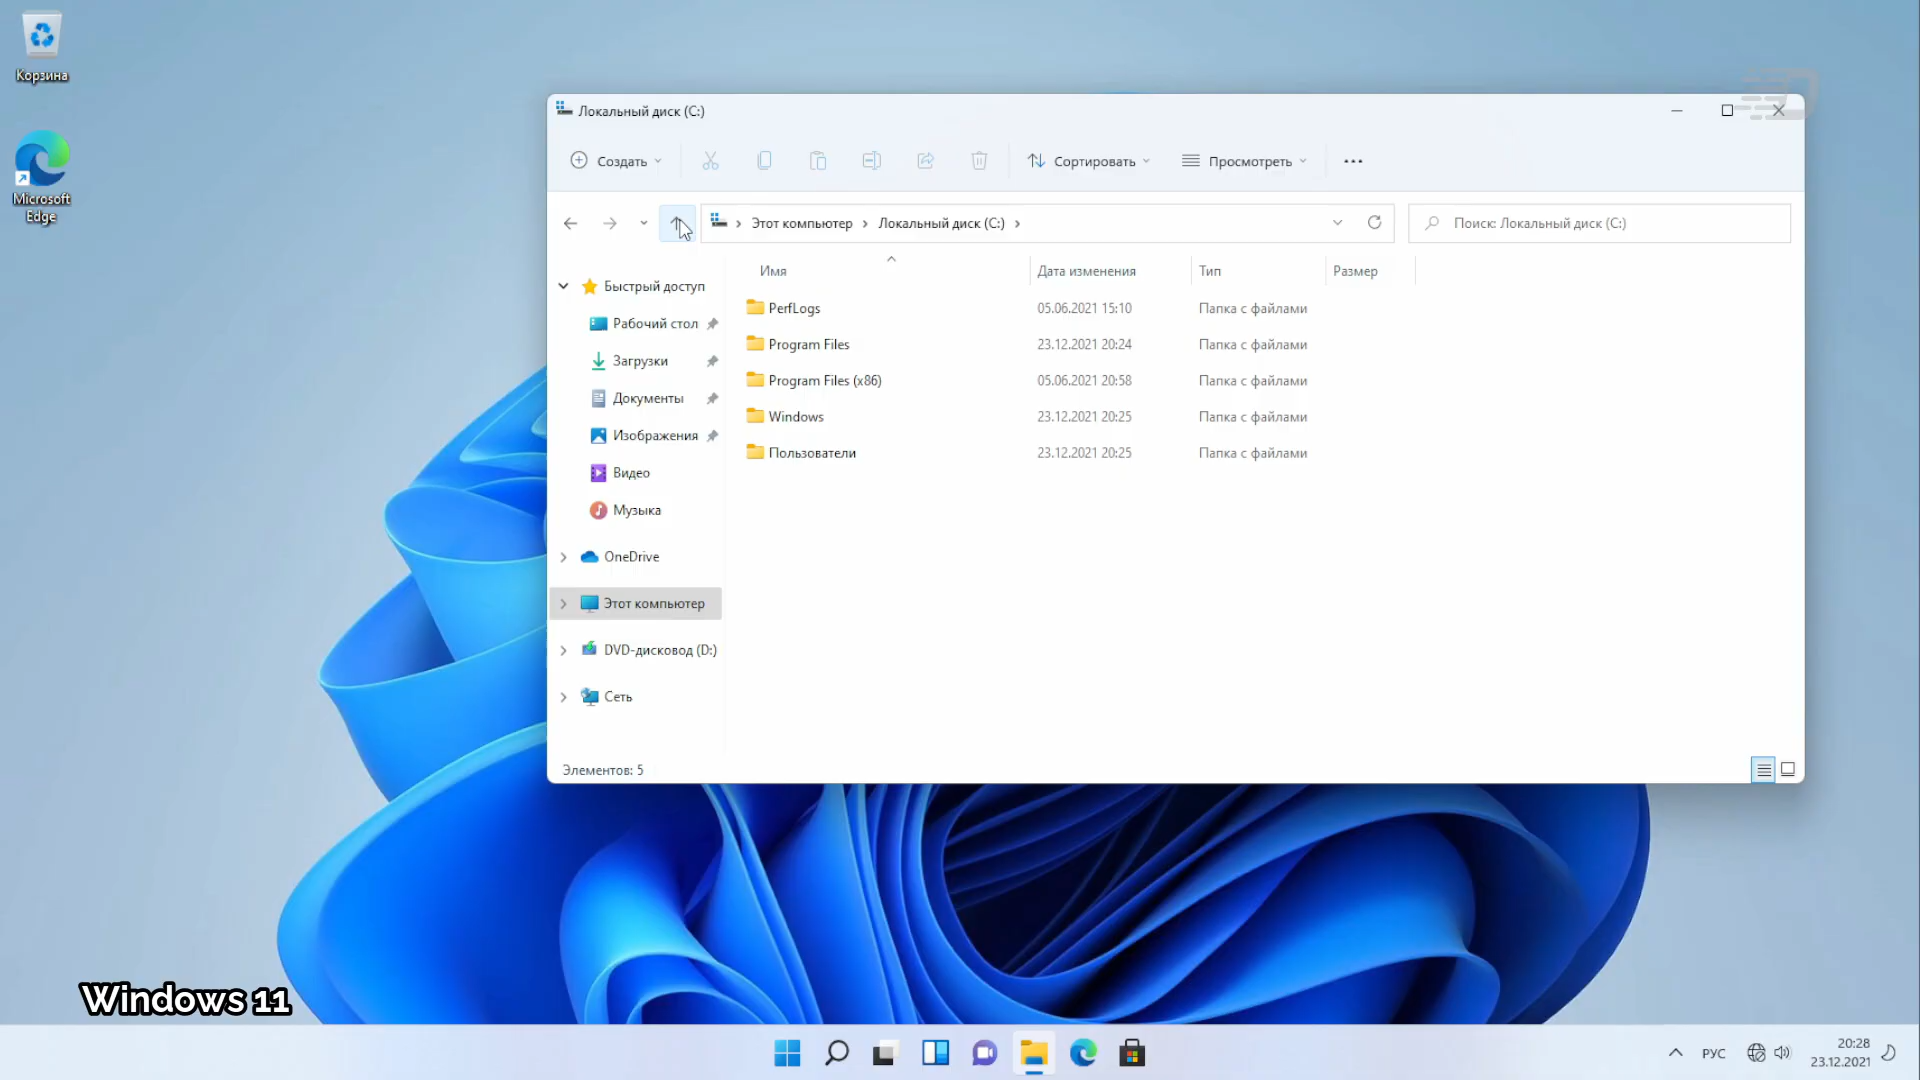 Корзина
Microsoft
Edge
Локальный диск (C:)
Создать
Сортировать
Просмотреть
Этот компьютер
Локальный диск (C:)
Поиск: Локальный диск (C:)
Имя
Дата изменения
Тип
Размер
Быстрый доступ
Рабочий стол
Загрузки
Документы
Изображения
Видео
Музыка
OneDrive
Этот компьютер
DVD-дисковод (D:)
Сеть
PerfLogs 05.06.2021 15:10 Папка с файлами
Program Files 23.12.2021 20:24 Папка с файлами
Program Files (x86) 05.06.2021 20:58 Папка с файлами
Windows 23.12.2021 20:25 Папка с файлами
Пользователи 23.12.2021 20:25 Папка с файлами
Элементов: 5
Windows 11
РУС
20:28
23.12.2021